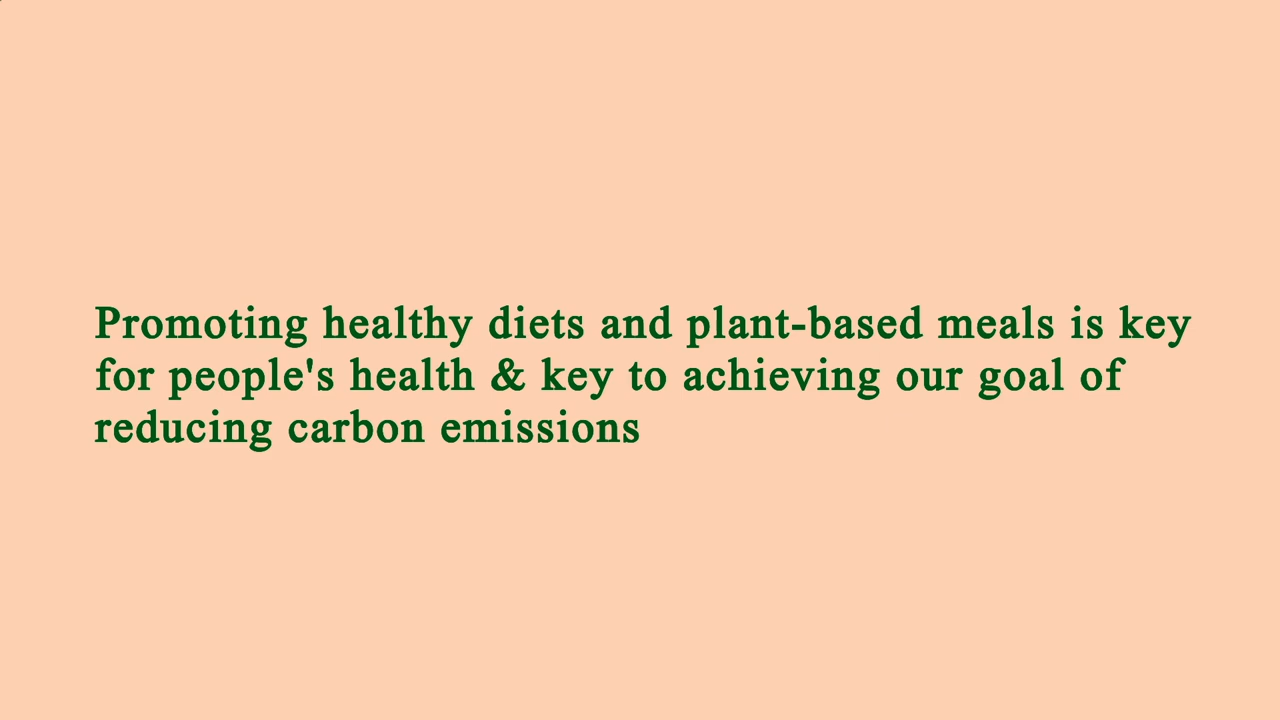 Promoting healthy diets and plant-based meals is key
for people's health & key to achieving our goal of
reducing carbon emissions